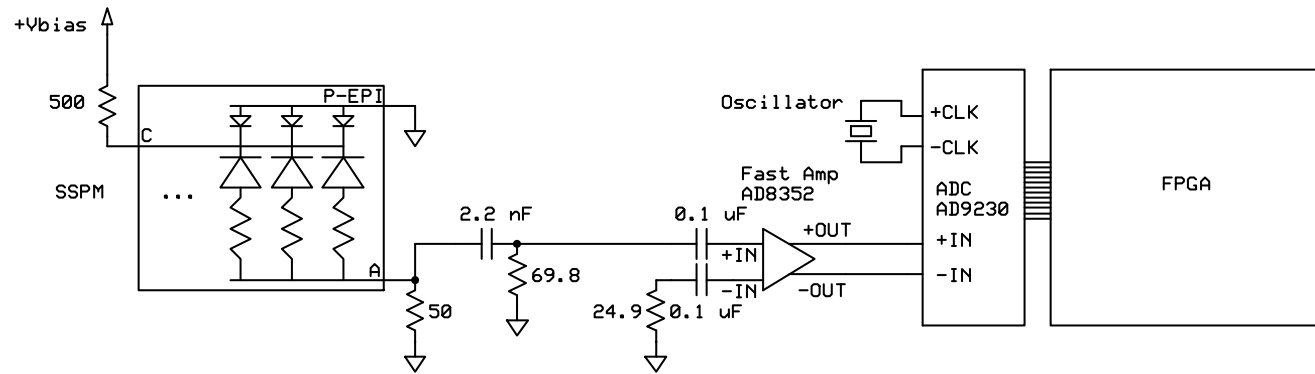 +Vbias
500
P-EPI
C
SSPM
...
A
50
2.2 nF
69.8
0.1 uF
24.9
0.1 uF
+IN
-IN
Fast Amp
AD8352
+OUT
-OUT
Oscillator
+CLK
-CLK
ADC
AD9230
+IN
-IN
FPGA